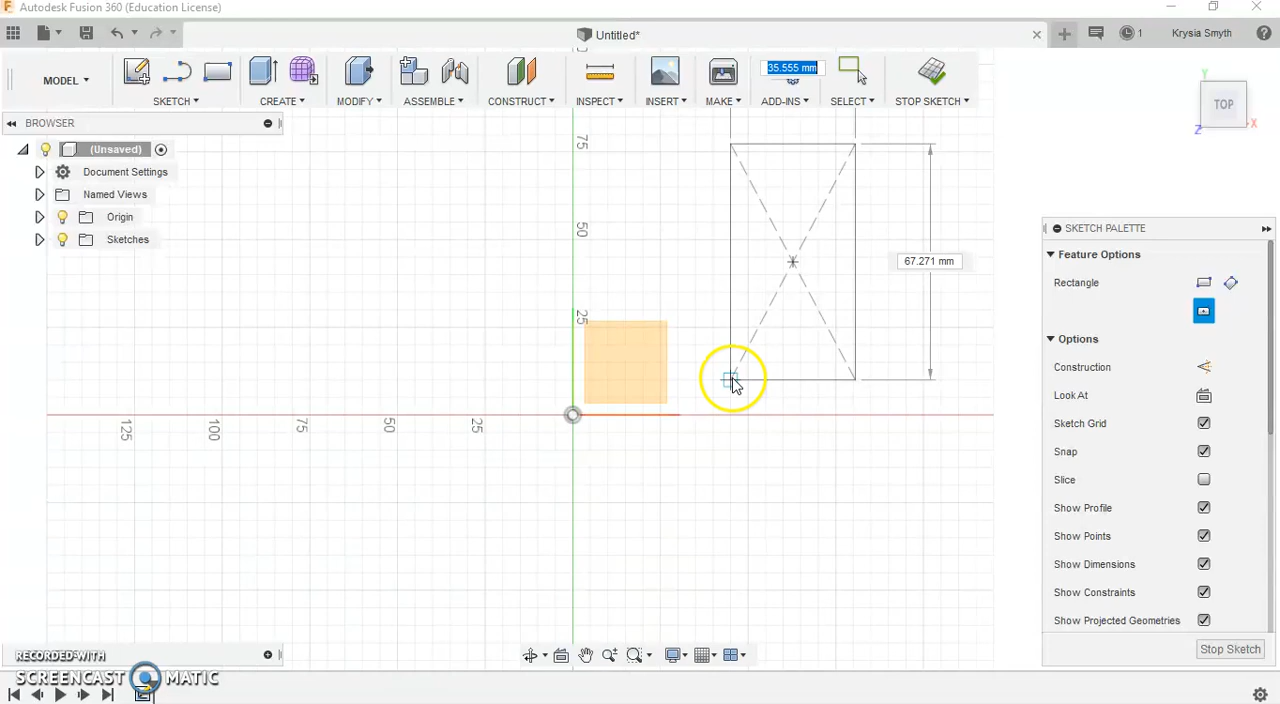 Autodesk Fusion 360 (Education License)
Untitled*
1
Krysia Smyth
MODEL
SKETCH
CREATE
MODIFY
ASSEMBLE
CONSTRUCT
INSPECT
INSERT
MAKE
ADD-INS
SELECT
STOP SKETCH
35.555 mm
BROWSER
(Unsaved)
Document Settings
Named Views
Origin
Sketches
Y
TOP
X
Z
75
50
25
67.271 mm
125
100
75
50
25
SKETCH PALETTE
Feature Options
Rectangle
Options
Construction
Look At
Sketch Grid
Snap
Slice
Show Profile
Show Points
Show Dimensions
Show Constraints
Show Projected Geometries
Stop Sketch
RECORDED WITH
SCREENCAST MATIC